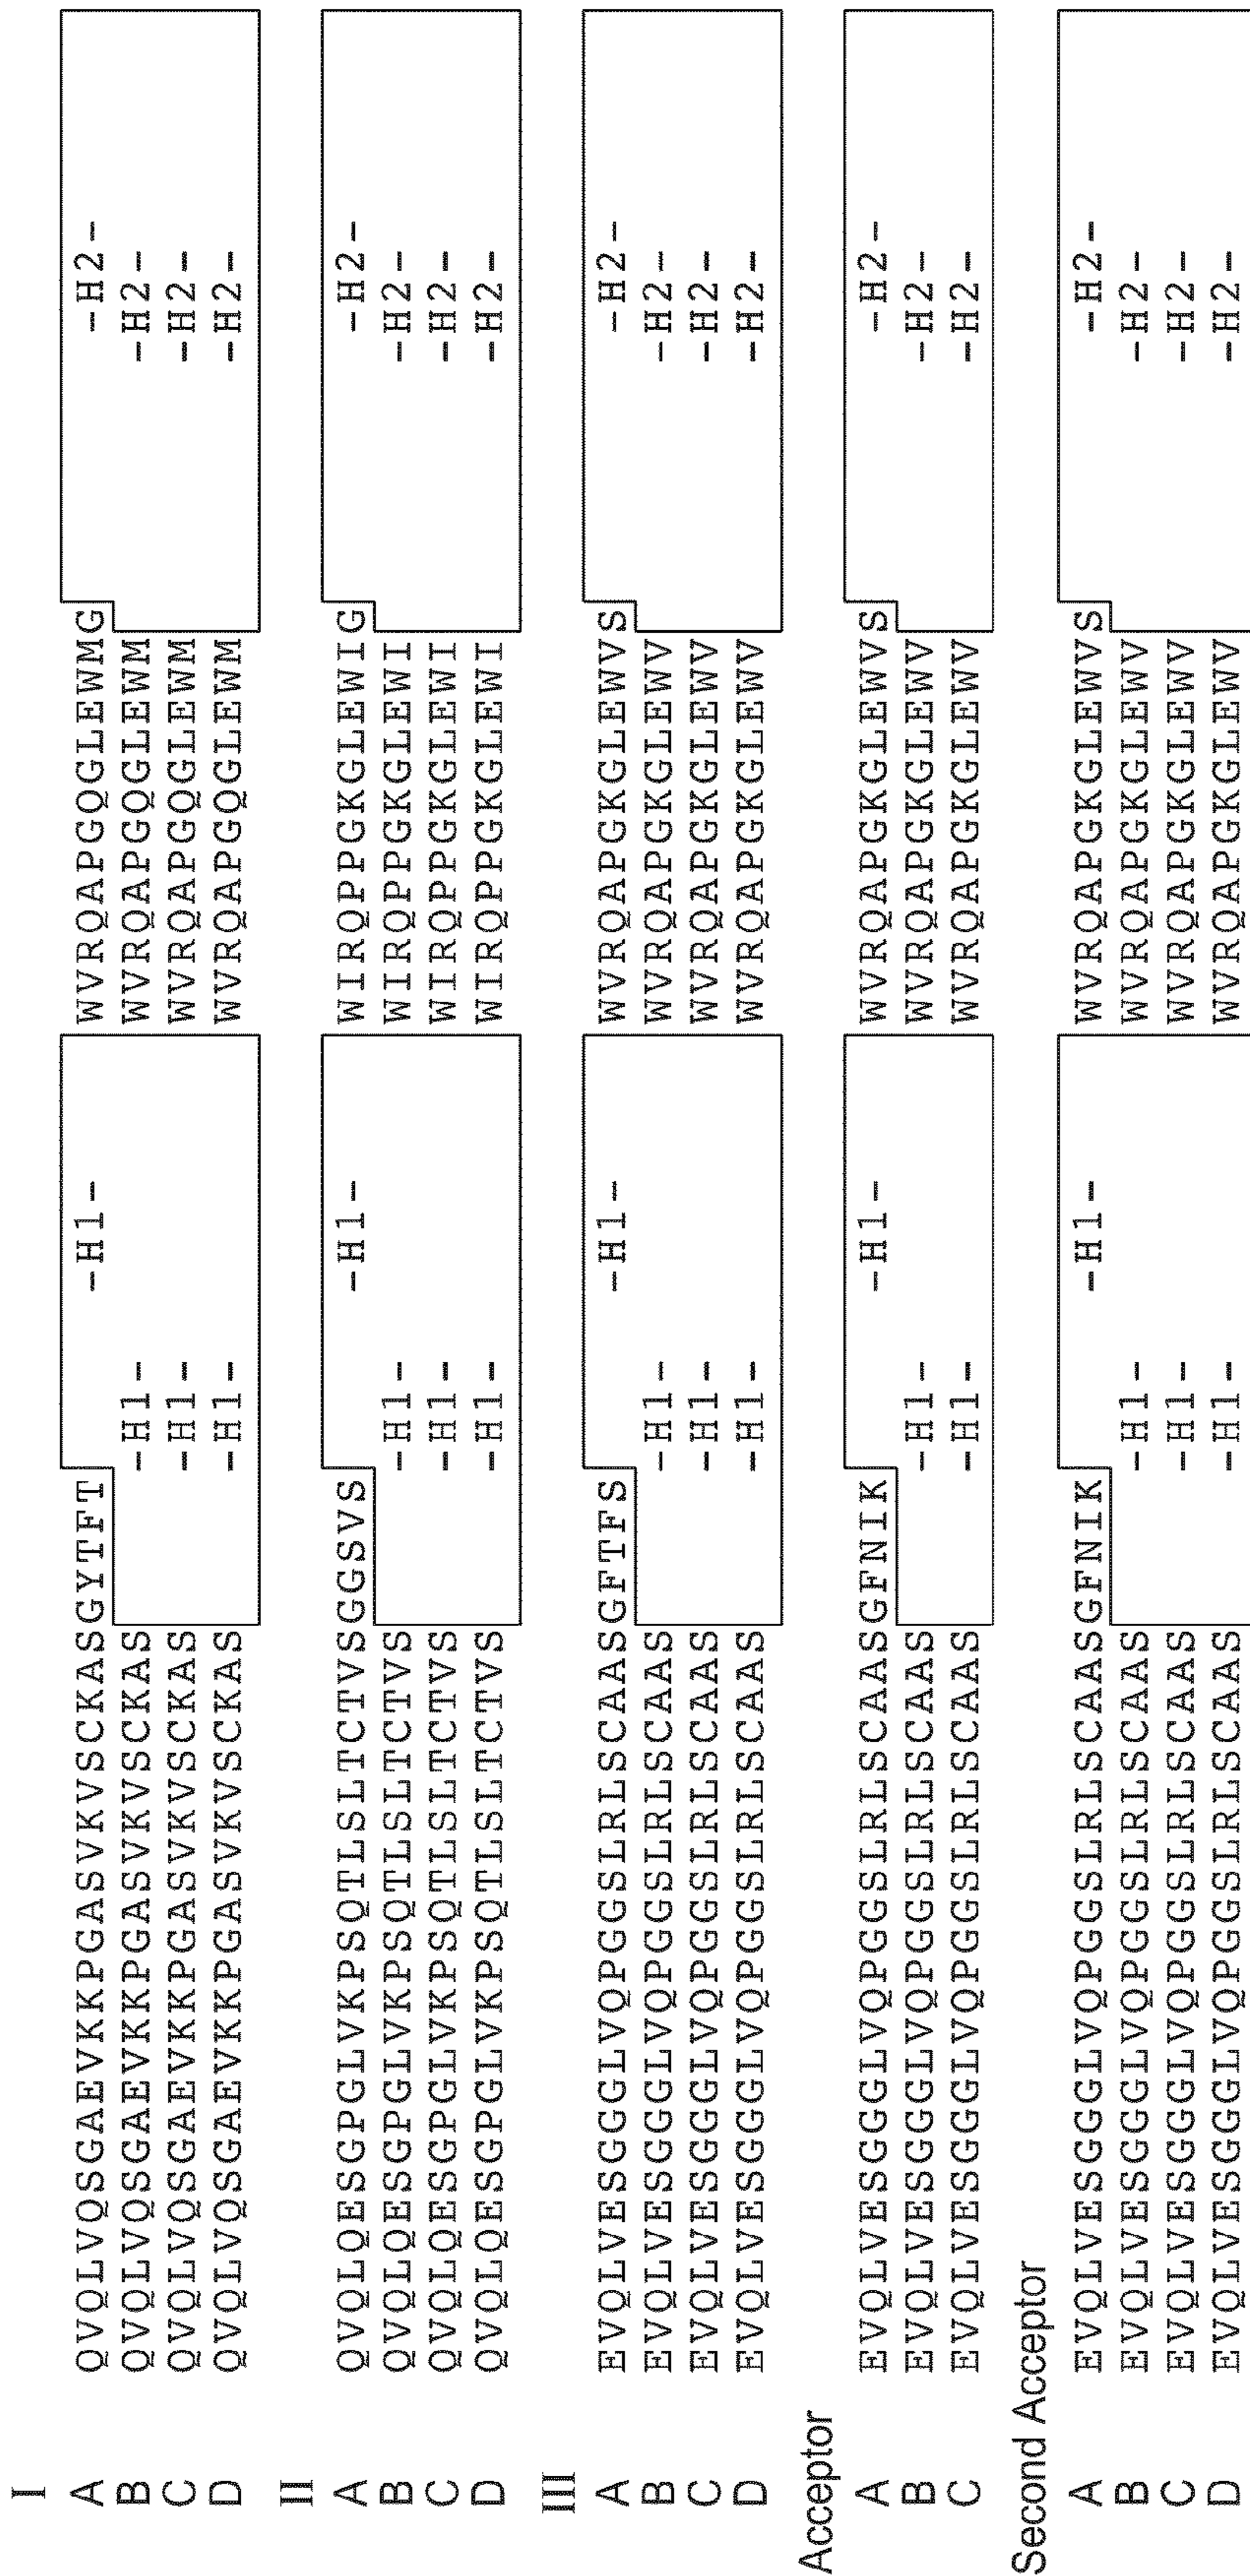 I
A QVQLVQSGAEVKKPGASVKVSCKASGYTFT -H1- WVRQAPGQGLEWMG -H2-
B QVQLVQSGAEVKKPGASVKVSCKAS -H1- WVRQAPGQGLEWM -H2-
C QVQLVQSGAEVKKPGASVKVSCKAS -H1- WVRQAPGQGLEWM -H2-
D QVQLVQSGAEVKKPGASVKVSCKAS -H1- WVRQAPGQGLEWM -H2-
II
A QVQLQESGPGLVKPSQTLSLTCTVSGGSVS -H1- WIRQPPGKGLEWIG -H2-
B QVQLQESGPGLVKPSQTLSLTCTVS -H1- WIRQPPGKGLEWI -H2-
C QVQLQESGPGLVKPSQTLSLTCTVS -H1- WIRQPPGKGLEWI -H2-
D QVQLQESGPGLVKPSQTLSLTCTVS -H1- WIRQPPGKGLEWI -H2-
III
A EVQLVESGGGLVQPGGSLRLSCAASGFTFS -H1- WVRQAPGKGLEWVS -H2-
B EVQLVESGGGLVQPGGSLRLSCAAS -H1- WVRQAPGKGLEWV -H2-
C EVQLVESGGGLVQPGGSLRLSCAAS -H1- WVRQAPGKGLEWV -H2-
D EVQLVESGGGLVQPGGSLRLSCAAS -H1- WVRQAPGKGLEWV -H2-
Acceptor
A EVQLVESGGGLVQPGGSLRLSCAASGFNIK -H1- WVRQAPGKGLEWVS -H2-
B EVQLVESGGGLVQPGGSLRLSCAAS -H1- WVRQAPGKGLEWV -H2-
C EVQLVESGGGLVQPGGSLRLSCAAS -H1- WVRQAPGKGLEWV -H2-
Second Acceptor
A EVQLVESGGGLVQPGGSLRLSCAASGFNIK -H1- WVRQAPGKGLEWVS -H2-
B EVQLVESGGGLVQPGGSLRLSCAAS -H1- WVRQAPGKGLEWV -H2-
C EVQLVESGGGLVQPGGSLRLSCAAS -H1- WVRQAPGKGLEWV -H2-
D EVQLVESGGGLVQPGGSLRLSCAAS -H1- WVRQAPGKGLEWV -H2-